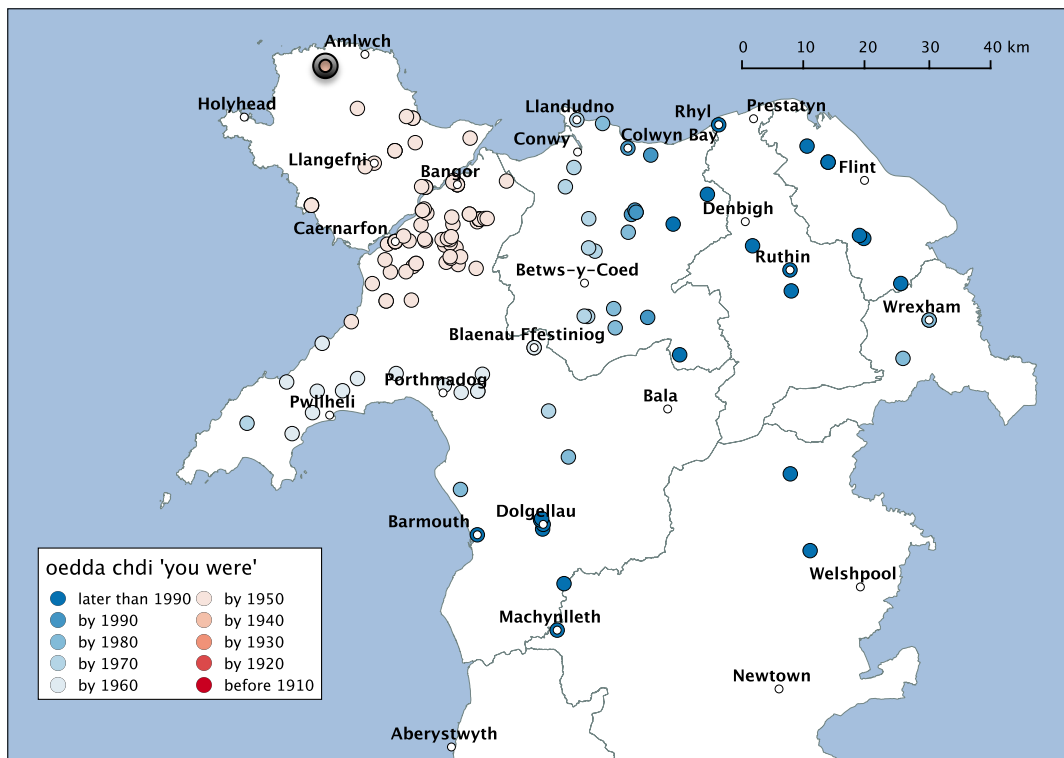 Amlwch
0 10 20 30 40 km
Holyhead
Llandudno
Rhyl
Prestatyn
Conwy
Colwyn Bay
Llangefni
Bangor
Flint
Denbigh
Caernarfon
Ruthin
Betws-y-Coed
Wrexham
Blaenau Ffestiniog
Porthmadog
Pwllheli
Bala
Dolgellau
Barmouth
Welshpool
Machynlleth
Newtown
Aberystwyth
oedda chdi 'you were'
later than 1990
by 1990
by 1980
by 1970
by 1960
by 1950
by 1940
by 1930
by 1920
before 1910